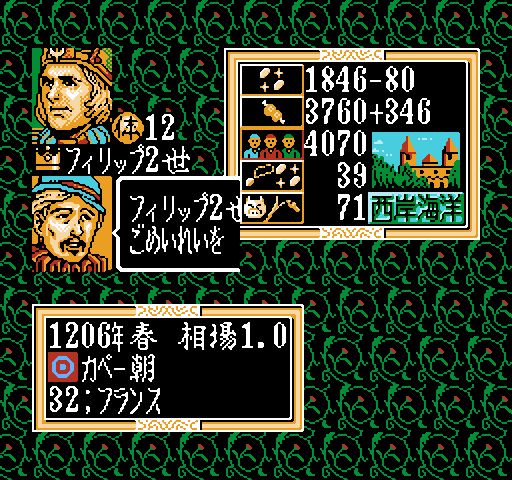 1846-80
3760+346
4070
39
71 西岸海洋
体12
フィリップ2世
フィリップ2せ
ごめいれいを
1206年 春 相場1.0
カペー朝
32;フランス